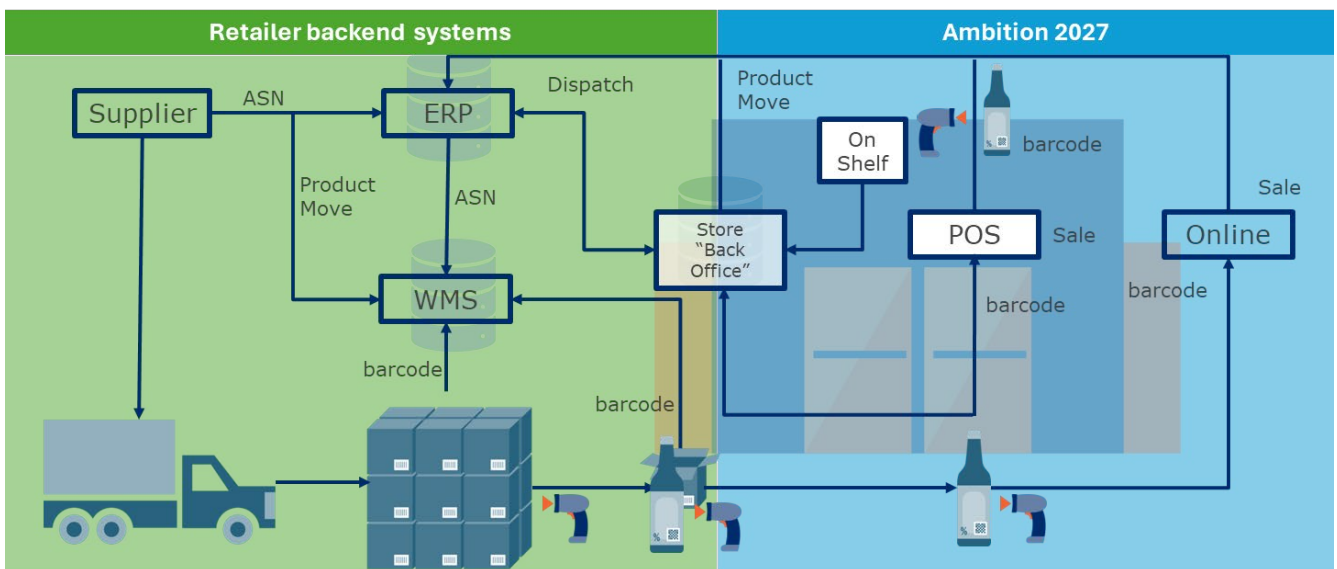 Retailer backend systems
Ambition 2027
Supplier
ASN
ERP
Dispatch
Product
Move
On
Shelf
barcode
Product
Move
ASN
Store
“Back
Office”
POS
Sale
Sale
Online
WMS
barcode
barcode
barcode
barcode
%
%
%